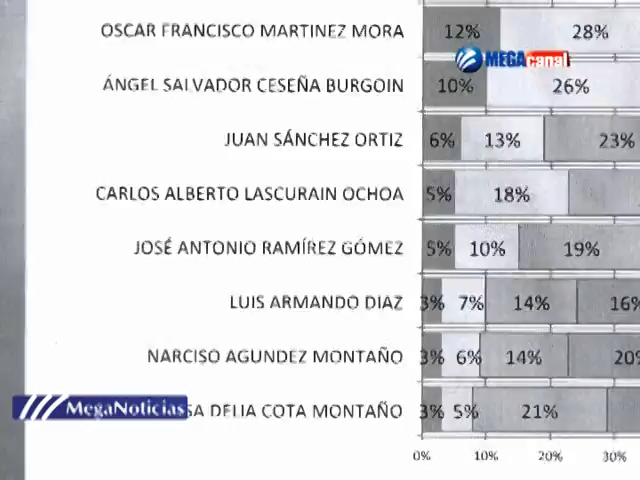 OSCAR FRANCISCO MARTINEZ MORA 12% 28%
MEGA canal
ÁNGEL SALVADOR CESEÑA BURGOIN 10% 26%
JUAN SÁNCHEZ ORTIZ 6% 13% 23%
CARLOS ALBERTO LASCURAIN OCHOA 5% 18%
JOSÉ ANTONIO RAMÍREZ GÓMEZ 5% 10% 19%
LUIS ARMANDO DIAZ 3% 7% 14% 16%
NARCISO AGUNDEZ MONTAÑO 3% 6% 14% 20%
MegaNoticias SA DELIA COTA MONTAÑO 3% 5% 21%
0% 10% 20% 30%